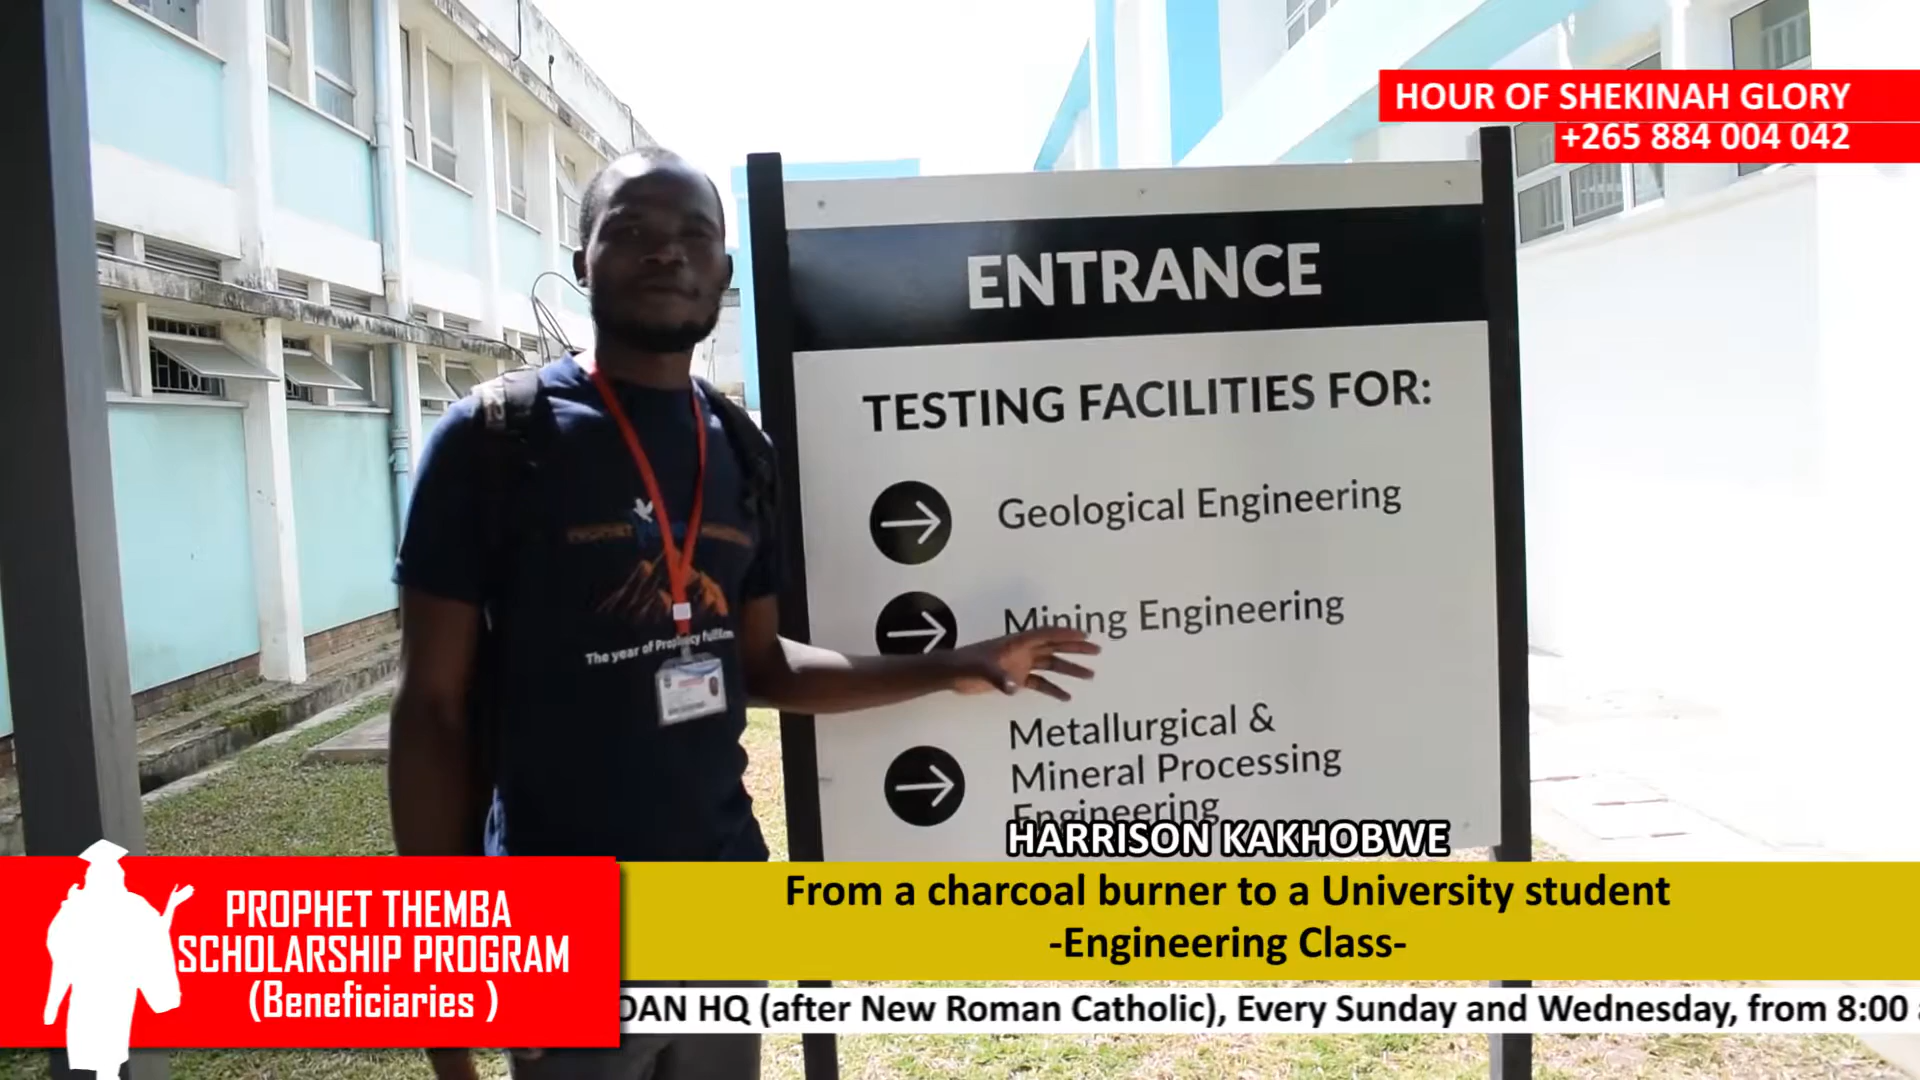 HOUR OF SHEKINAH GLORY
+265 884 004 042
ENTRANCE
TESTING FACILITIES FOR:
Geological Engineering
Mining Engineering
Metallurgical &
Mineral Processing
Engineering
PROPHET
The year of Prophecy
HARRISON KAKHOBWE
From a charcoal burner to a University student
-Engineering Class-
PROPHET THEMBA
SCHOLARSHIP PROGRAM
(Beneficiaries )
DAN HQ (after New Roman Catholic), Every Sunday and Wednesday, from 8:00